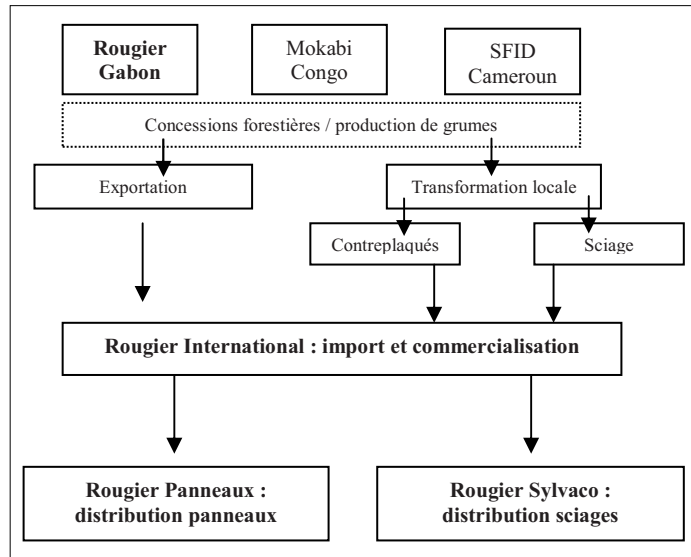 Rougier
Gabon
Mokabi
Congo
SFID
Cameroun
Concessions forestières / production de grumes
Exportation
Transformation locale
Contreplaqués
Sciage
Rougier International : import et commercialisation
Rougier Panneaux :
distribution panneaux
Rougier Sylvaco :
distribution sciages